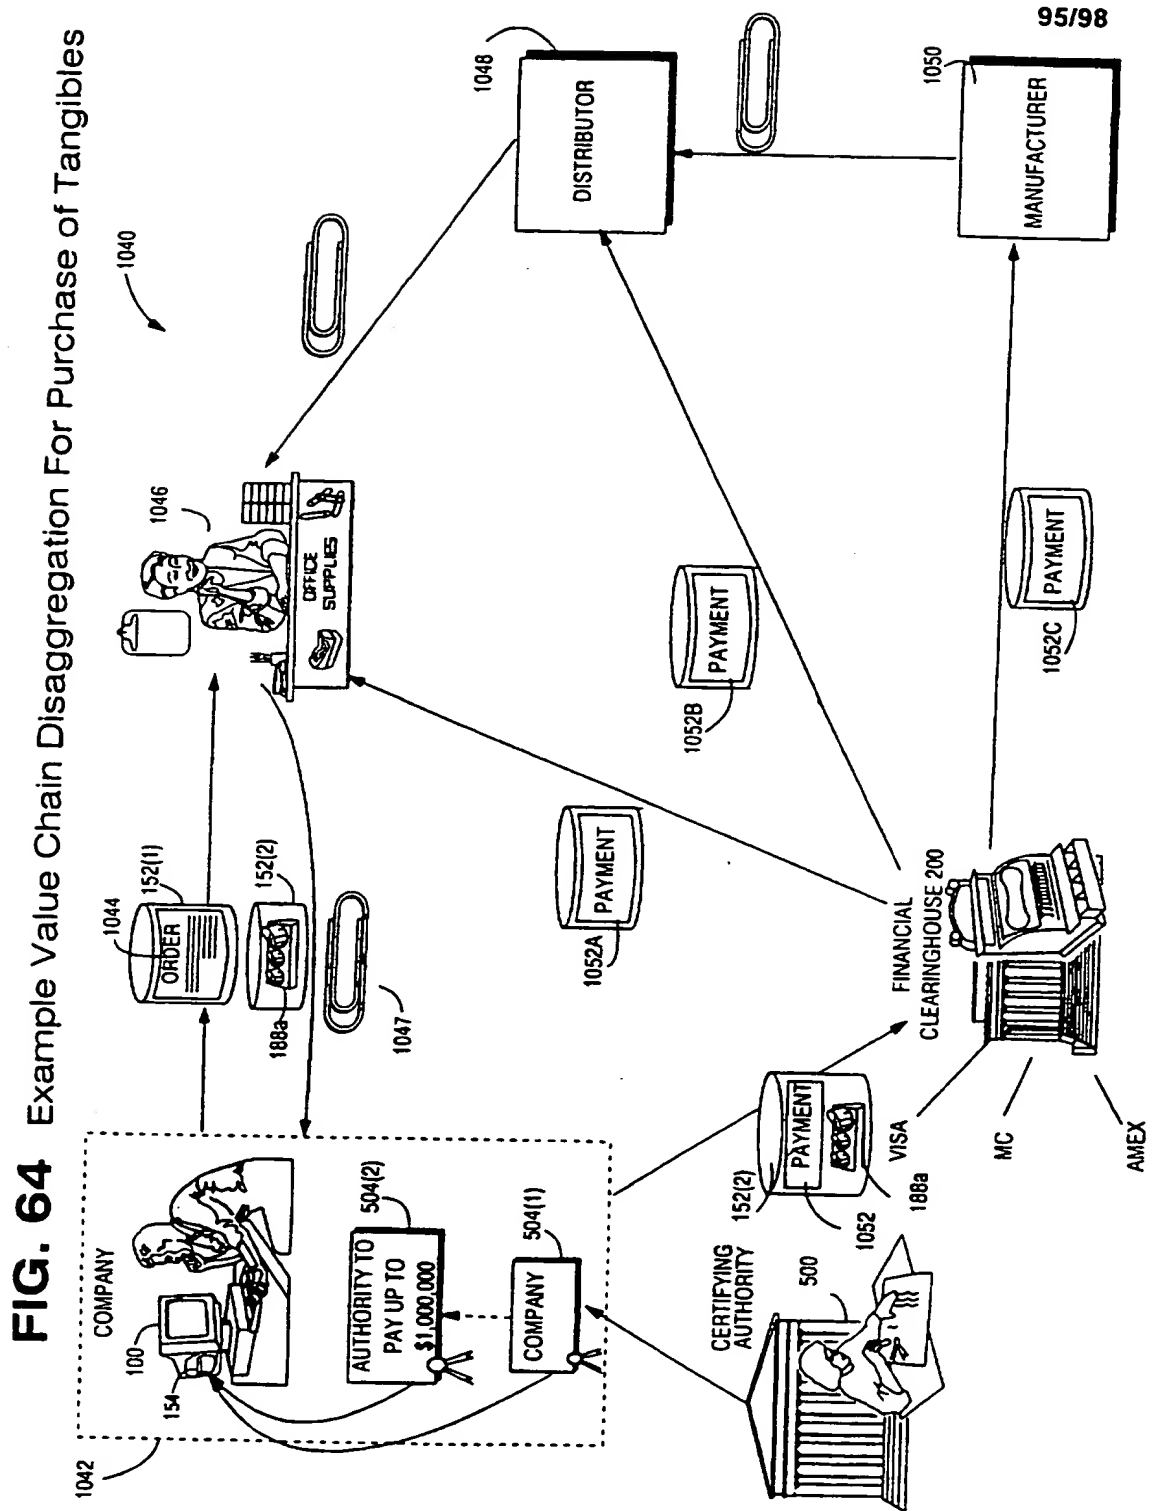 95/98
FIG. 64 Example Value Chain Disaggregation For Purchase of Tangibles
1040
COMPANY
100
154
1042
AUTHORITY TO
PAY UP TO
$1,000,000
504(2)
COMPANY
504(1)
1044
ORDER
152(1)
152(2)
188a
1047
1046
OFFICE
SUPPLIES
DISTRIBUTOR
1048
MANUFACTURER
1050
PAYMENT
1052A
PAYMENT
1052B
PAYMENT
1052C
CERTIFYING
AUTHORITY
500
152(2)
PAYMENT
1052
188a
FINANCIAL
CLEARINGHOUSE 200
VISA
MC
AMEX